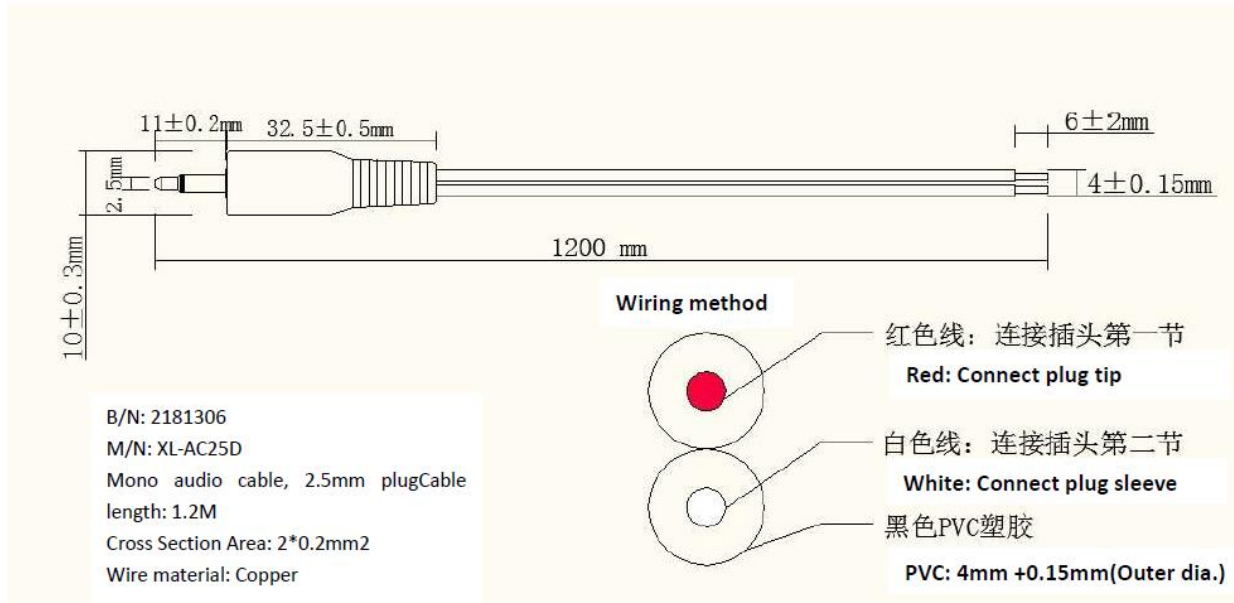 11±0.2mm
32.5±0.5mm
6±2mm
2.5mm
4±0.15mm
10±0.3mm
1200 mm
Wiring method
红色线：连接插头第一节
Red: Connect plug tip
白色线：连接插头第二节
White: Connect plug sleeve
黑色PVC塑胶
PVC: 4mm +0.15mm(Outer dia.)
B/N: 2181306
M/N: XL-AC25D
Mono audio cable, 2.5mm plugCable
length: 1.2M
Cross Section Area: 2*0.2mm2
Wire material: Copper